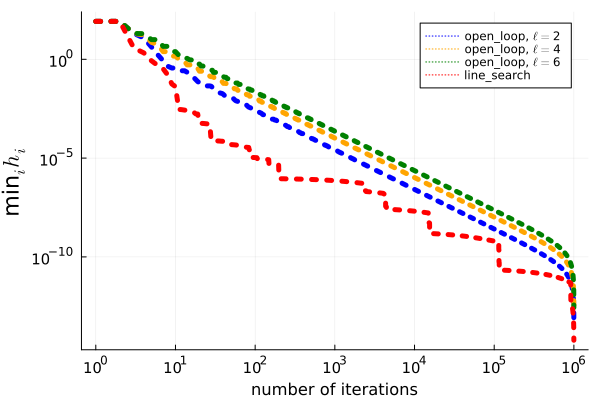 open_loop, ℓ = 2
open_loop, ℓ = 4
open_loop, ℓ = 6
line_search
min_i h_i
10^0
10^-5
10^-10
10^0 10^1 10^2 10^3 10^4 10^5 10^6
number of iterations